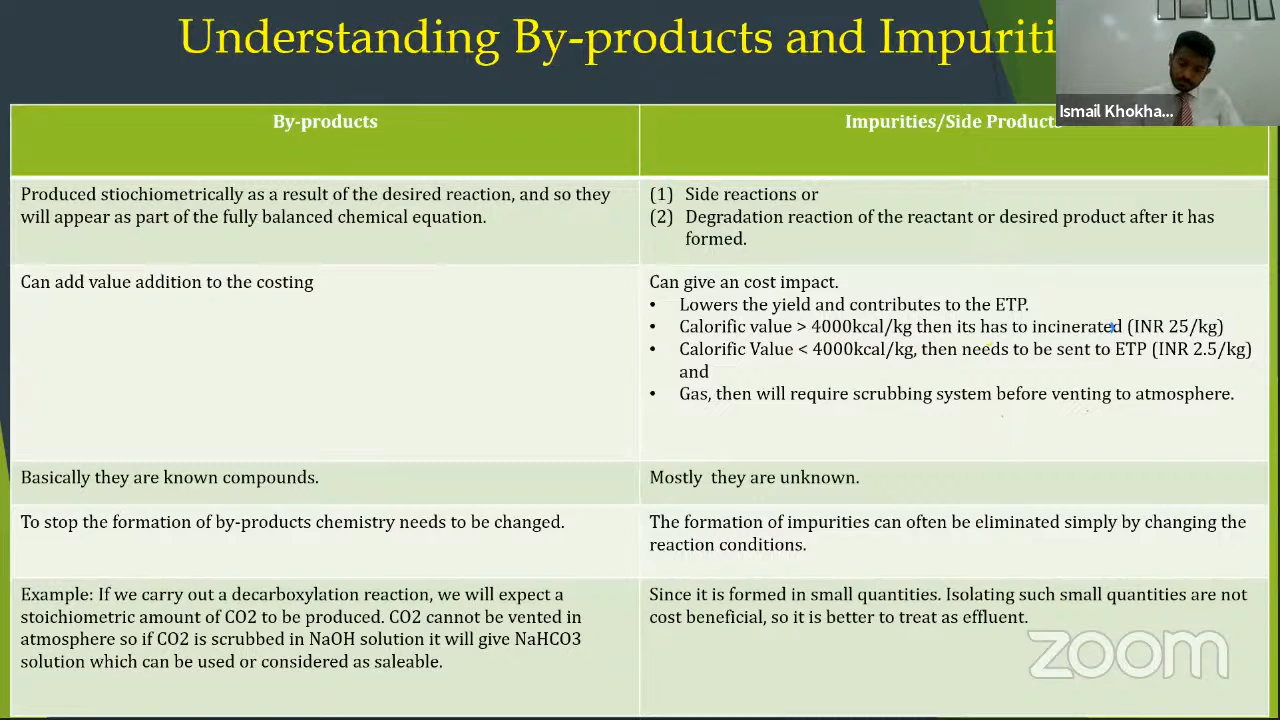 Understanding By-products and Impuriti
Ismail Khokha...
By-products
Impurities/Side Products
Produced stiochiometrically as a result of the desired reaction, and so they
will appear as part of the fully balanced chemical equation.
(1) Side reactions or
(2) Degradation reaction of the reactant or desired product after it has
formed.
Can add value addition to the costing
Can give an cost impact.
• Lowers the yield and contributes to the ETP.
• Calorific value > 4000kcal/kg then its has to incinerated (INR 25/kg)
• Calorific Value < 4000kcal/kg, then needs to be sent to ETP (INR 2.5/kg)
and
• Gas, then will require scrubbing system before venting to atmosphere.
Basically they are known compounds.
Mostly they are unknown.
To stop the formation of by-products chemistry needs to be changed.
The formation of impurities can often be eliminated simply by changing the
reaction conditions.
Example: If we carry out a decarboxylation reaction, we will expect a
stoichiometric amount of CO2 to be produced. CO2 cannot be vented in
atmosphere so if CO2 is scrubbed in NaOH solution it will give NaHCO3
solution which can be used or considered as saleable.
Since it is formed in small quantities. Isolating such small quantities are not
cost beneficial, so it is better to treat as effluent.
zoom